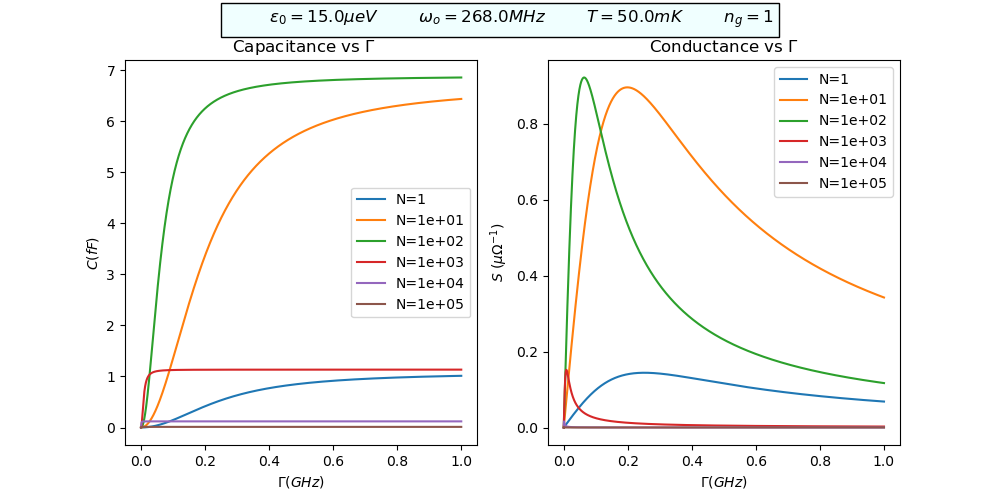 ε₀ = 15.0μeV ω₀ = 268.0MHz T = 50.0mK n_g = 1
Capacitance vs Γ
7
6
5
4
3
2
1
0
C(fF)
N=1
N=1e+01
N=1e+02
N=1e+03
N=1e+04
N=1e+05
0.0 0.2 0.4 0.6 0.8 1.0
Γ(GHz)
Conductance vs Γ
0.8
0.6
0.4
0.2
0.0
S (μΩ⁻¹)
N=1
N=1e+01
N=1e+02
N=1e+03
N=1e+04
N=1e+05
0.0 0.2 0.4 0.6 0.8 1.0
Γ(GHz)